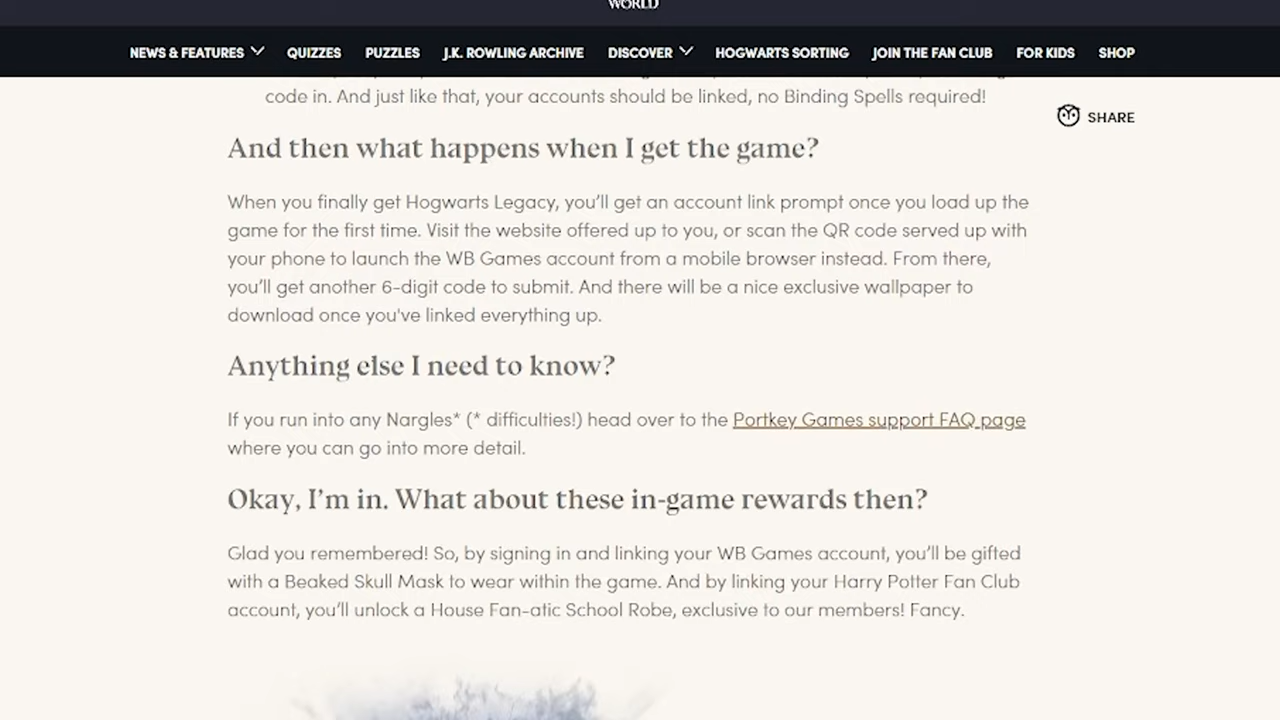 WORLD
NEWS & FEATURES QUIZZES PUZZLES J.K. ROWLING ARCHIVE DISCOVER HOGWARTS SORTING JOIN THE FAN CLUB FOR KIDS SHOP
code in. And just like that, your accounts should be linked, no Binding Spells required!
SHARE
And then what happens when I get the game?
When you finally get Hogwarts Legacy, you’ll get an account link prompt once you load up the
game for the first time. Visit the website offered up to you, or scan the QR code served up with
your phone to launch the WB Games account from a mobile browser instead. From there,
you’ll get another 6-digit code to submit. And there will be a nice exclusive wallpaper to
download once you've linked everything up.
Anything else I need to know?
If you run into any Nargles* (* difficulties!) head over to the Portkey Games support FAQ page
where you can go into more detail.
Okay, I’m in. What about these in-game rewards then?
Glad you remembered! So, by signing in and linking your WB Games account, you’ll be gifted
with a Beaked Skull Mask to wear within the game. And by linking your Harry Potter Fan Club
account, you’ll unlock a House Fan-atic School Robe, exclusive to our members! Fancy.